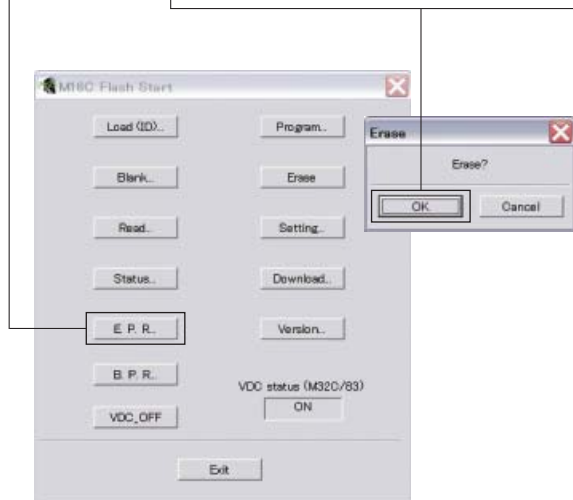 M16C Flash Start
Load (ID)...
Program...
Blank...
Erase
Read...
Setting...
Status...
Download...
E. P. R...
Version...
B. P. R...
VDC status (M32C/83)
VDC_OFF
ON
Exit
Erase
Erase?
OK
Cancel